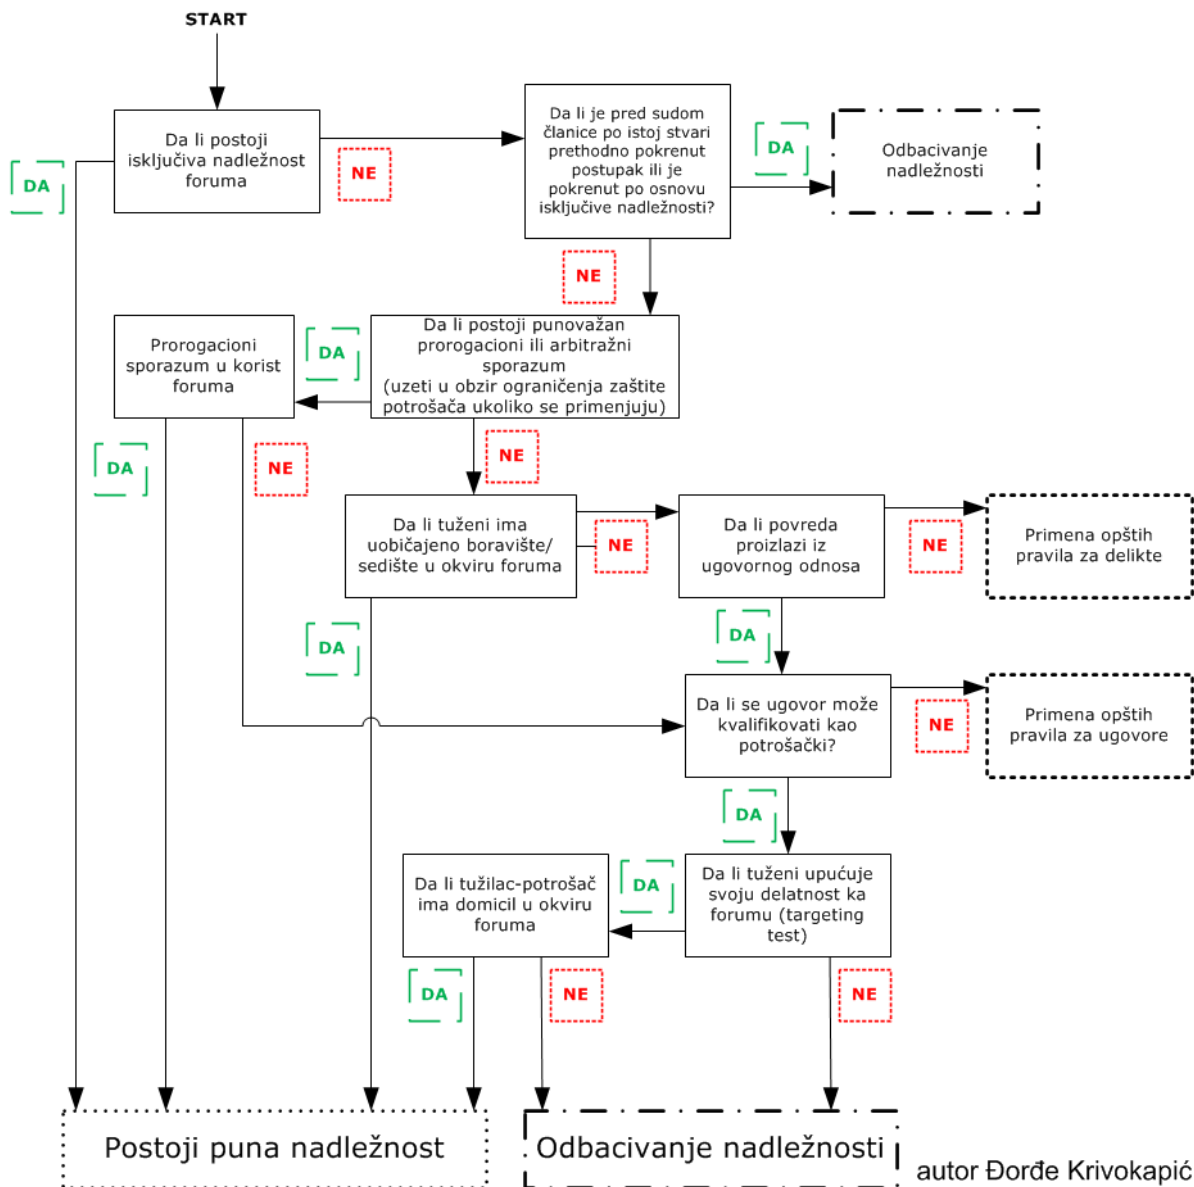 START
Da li postoji
isključiva nadležnost
foruma
DA
NE
Da li je pred sudom
članice po istoj stvari
prethodno pokrenut
postupak ili je
pokrenut po osnovu
isključive nadležnosti?
DA
Odbacivanje
nadležnosti
NE
Prorogacioni
sporazum u korist
foruma
DA
Da li postoji punovažan
prorogacioni ili arbitražni
sporazum
(uzeti u obzir ograničenja zaštite
potrošača ukoliko se primenjuju)
DA
NE
NE
Da li tuženi ima
uobičajeno boravište/
sedište u okviru foruma
NE
Da li povreda
proizlazi iz
ugovornog odnosa
NE
Primena opštih
pravila za delikte
DA
DA
Da li se ugovor može
kvalifikovati kao
potrošački?
NE
Primena opštih
pravila za ugovore
DA
Da li tužilac-potrošač
ima domicil u okviru
foruma
DA
Da li tuženi upućuje
svoju delatnost ka
forumu (targeting
test)
DA
NE
NE
Postoji puna nadležnost
Odbacivanje nadležnosti
autor Đorđe Krivokapić